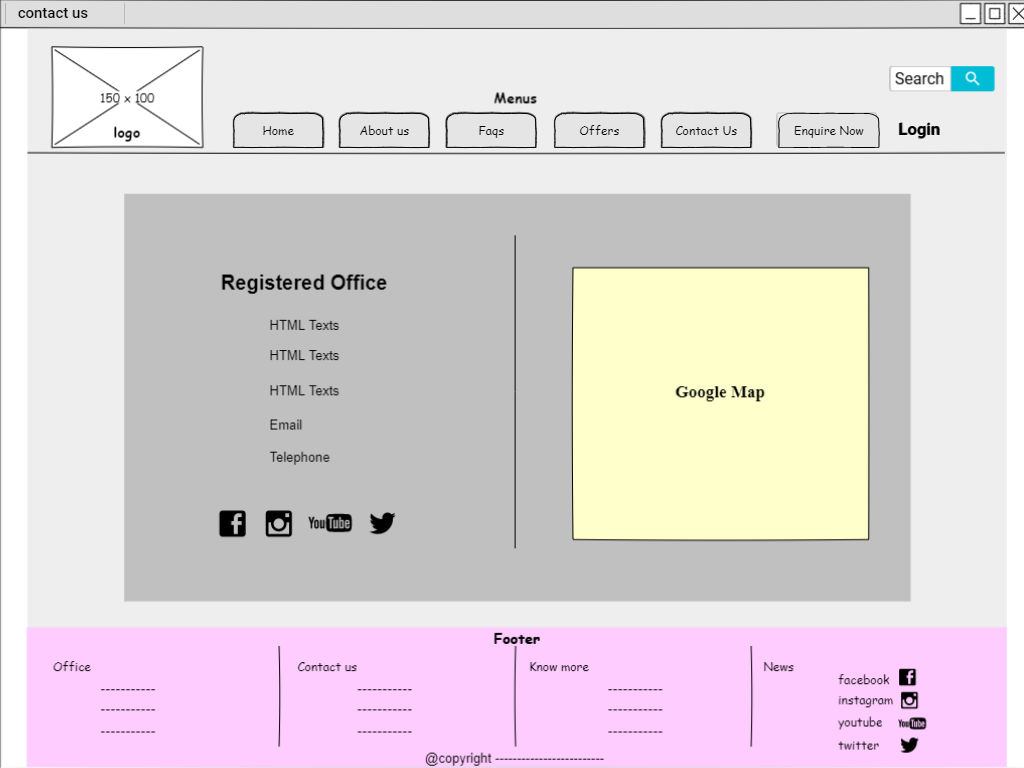 contact us
150 x 100
logo
Search
Menus
Home
About us
Faqs
Offers
Contact Us
Enquire Now
Login
Registered Office
HTML Texts
HTML Texts
HTML Texts
Email
Telephone
YouTube
Google Map
Footer
Office
-----------
-----------
-----------
Contact us
-----------
-----------
-----------
Know more
-----------
-----------
-----------
News
facebook
instagram
youtube YouTube
twitter
@copyright -------------------------